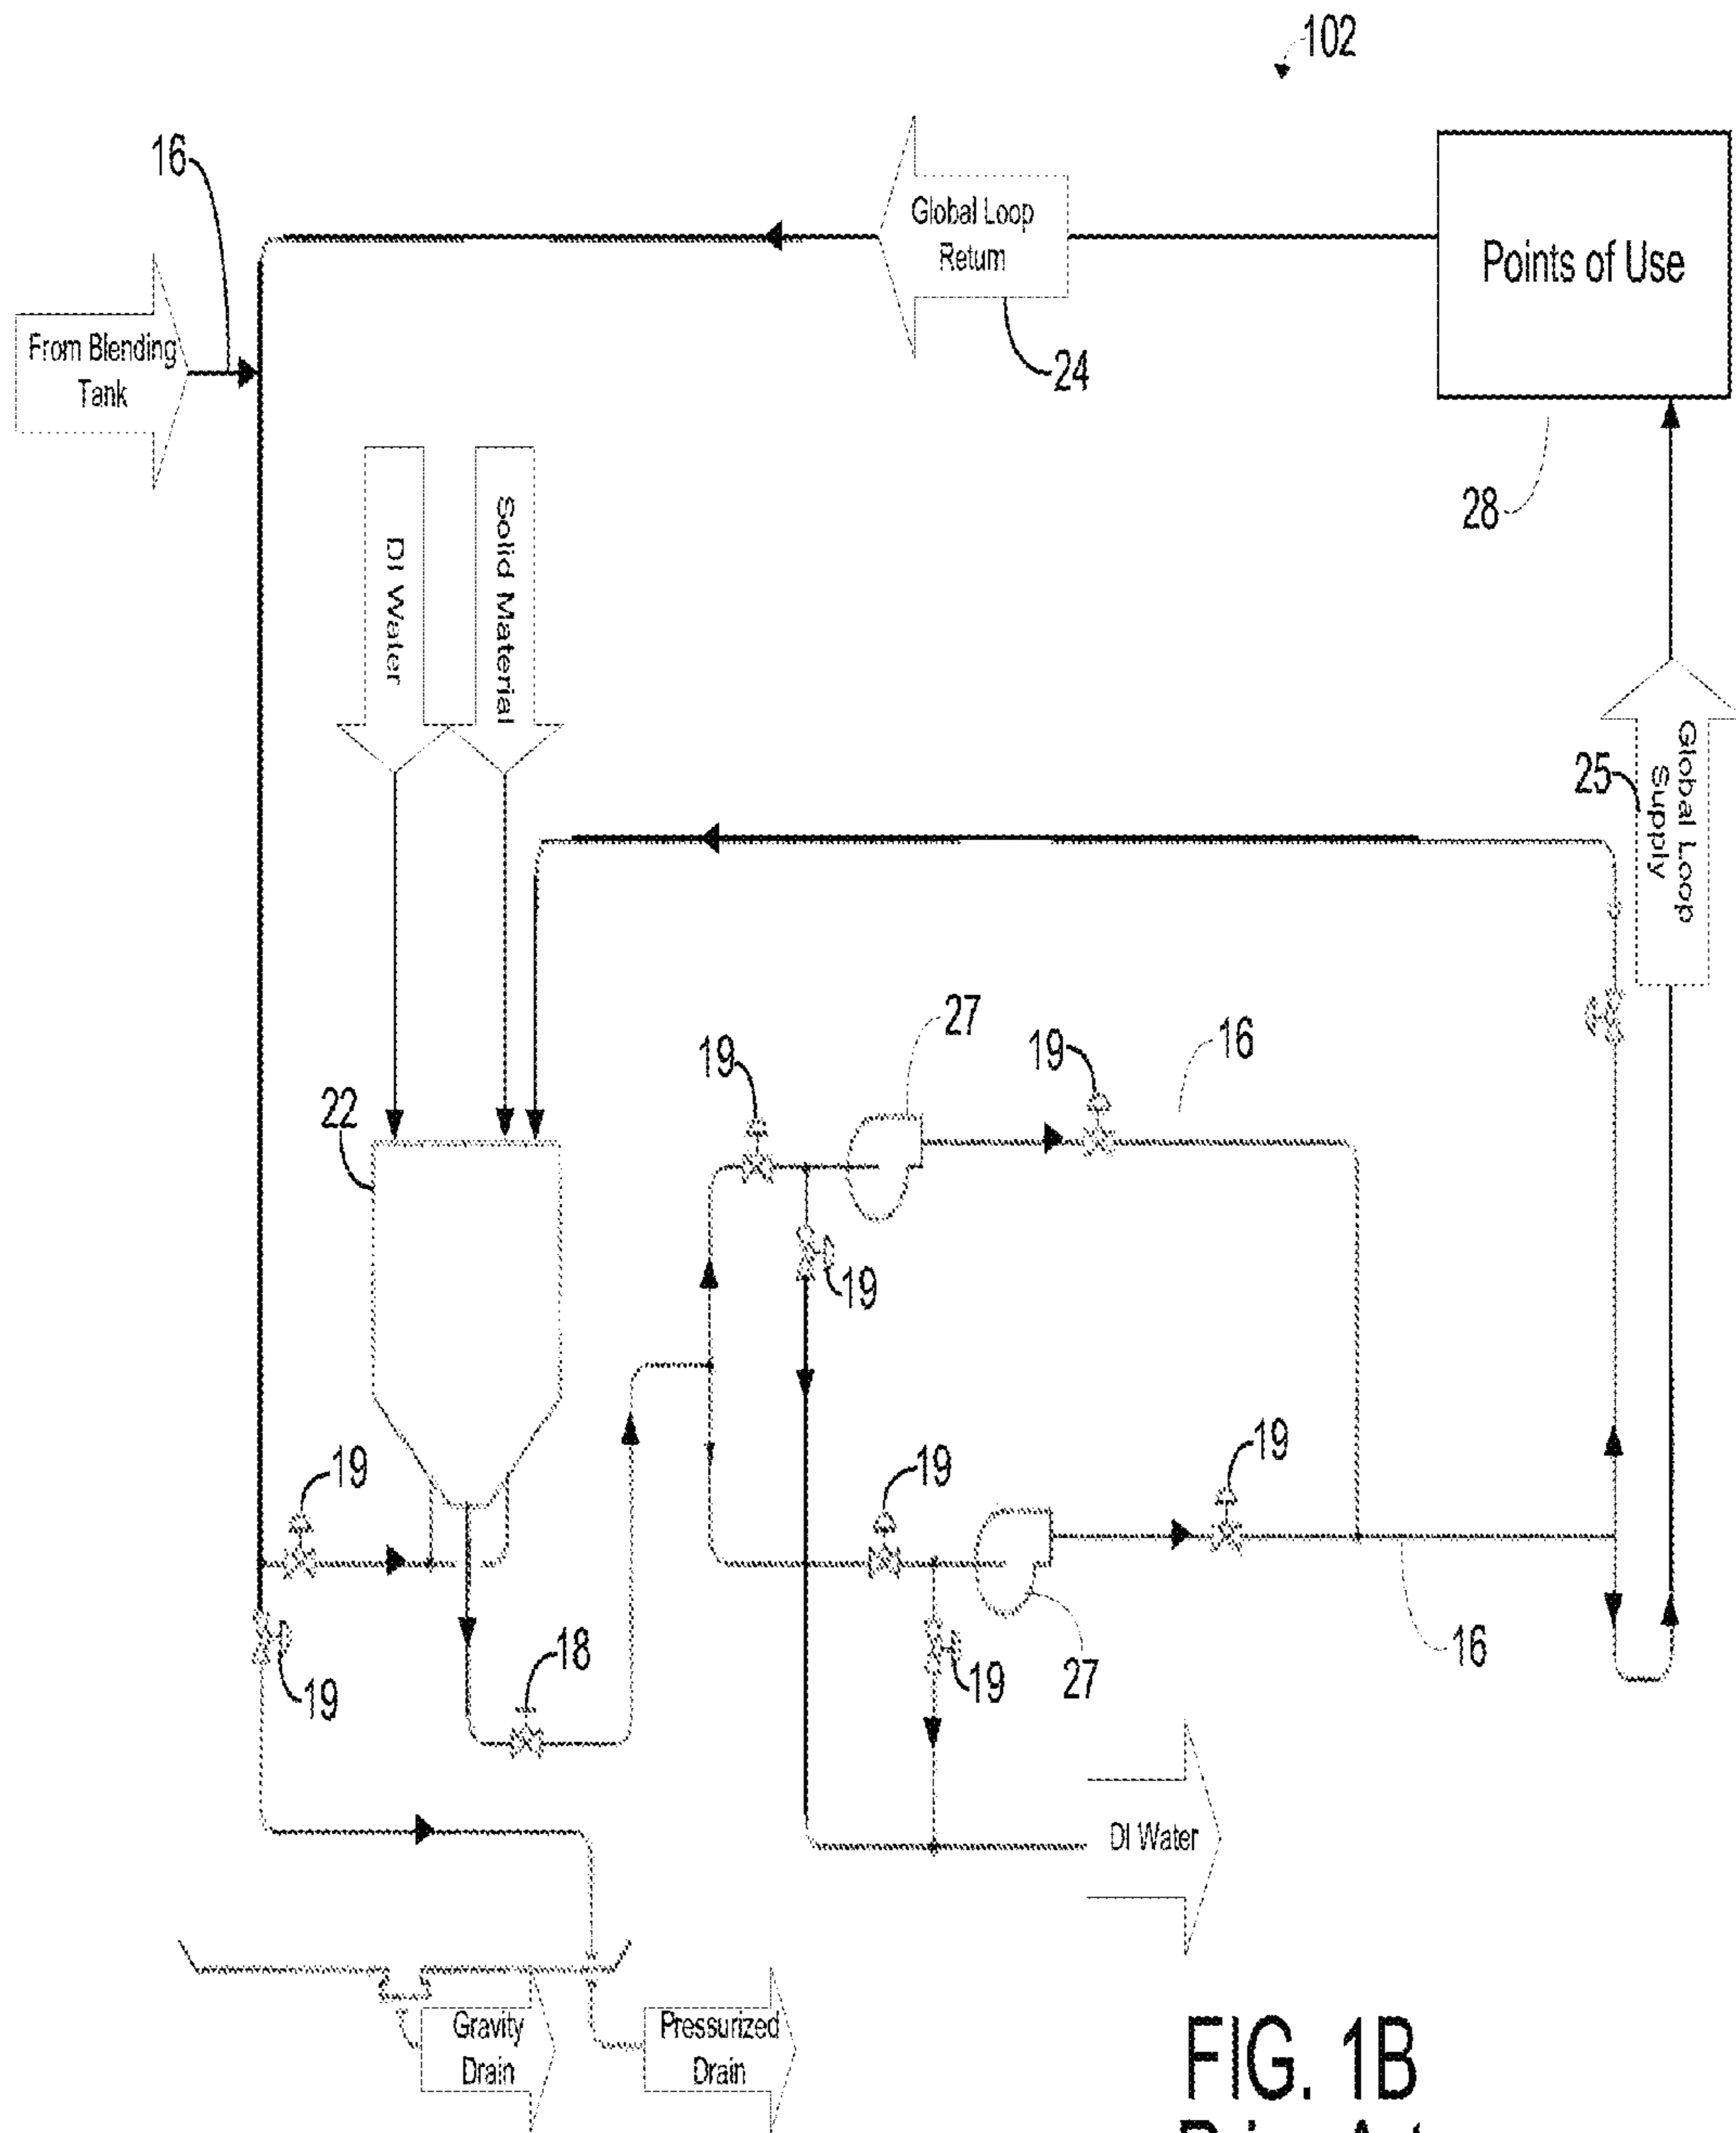 102
16
Global Loop
Return
Points of Use
From Blending
Tank
24
28
DI Water
Solid Material
25
Global Loop
Supply
27
19
19
16
22
19
19
19
19
18
19
19
27
16
DI Water
Gravity
Drain
Pressurized
Drain
FIG. 1B
Prior Art